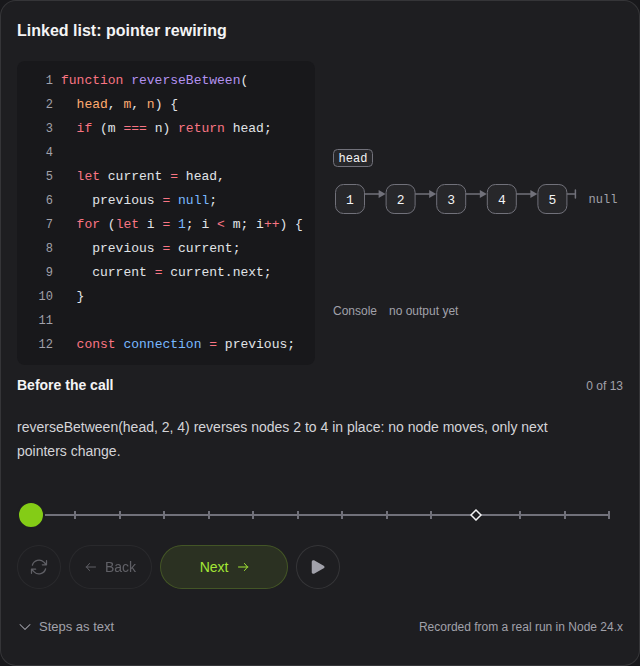 Linked list: pointer rewiring
1 function reverseBetween(
2 head, m, n) {
3 if (m === n) return head;
4
5 let current = head,
6 previous = null;
7 for (let i = 1; i < m; i++) {
8 previous = current;
9 current = current.next;
10 }
11
12 const connection = previous;
head
1 2 3 4 5 null
Console no output yet
Before the call 0 of 13
reverseBetween(head, 2, 4) reverses nodes 2 to 4 in place: no node moves, only next
pointers change.
Back Next
Steps as text Recorded from a real run in Node 24.x